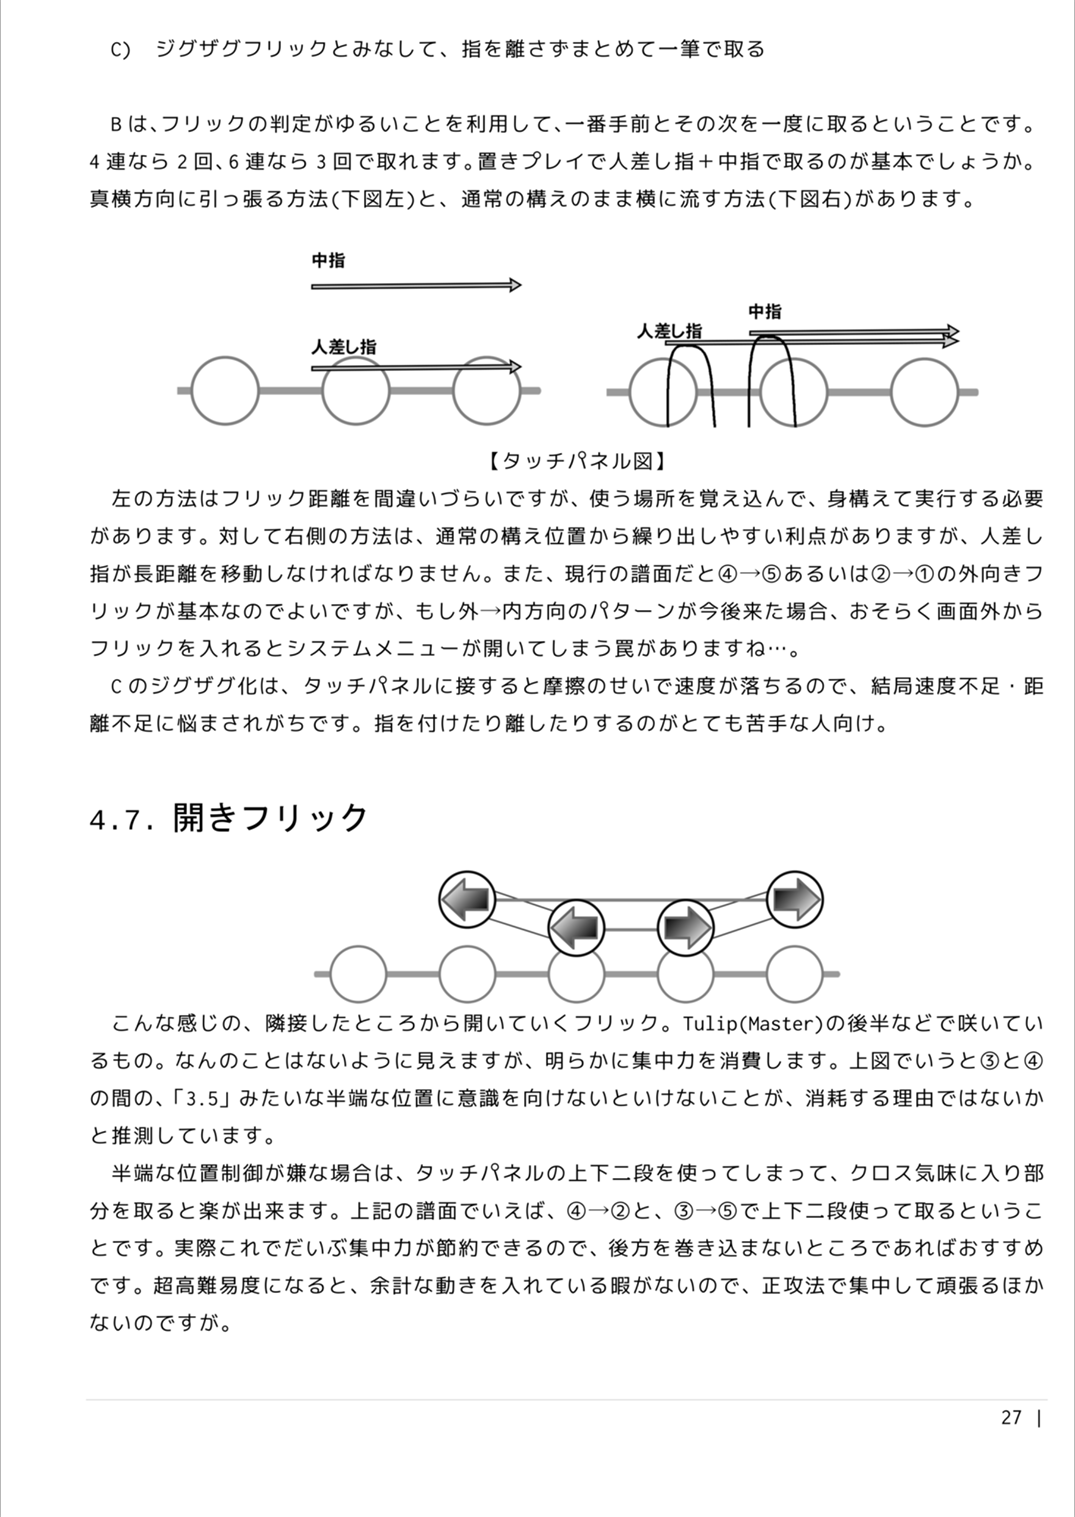 C) ジグザグフリックとみなして、指を離さずまとめて一筆で取る
Bは、フリックの判定がゆるいことを利用して、一番手前とその次を一度に取るということです。
4連なら2回、6連なら3回で取れます。置きプレイで人差し指＋中指で取るのが基本でしょうか。
真横方向に引っ張る方法(下図左)と、通常の構えのまま横に流す方法(下図右)があります。
中指
人差し指
中指
人差し指
【タッチパネル図】
左の方法はフリック距離を間違いづらいですが、使う場所を覚え込んで、身構えて実行する必要
があります。対して右側の方法は、通常の構え位置から繰り出しやすい利点がありますが、人差し
指が長距離を移動しなければなりません。また、現行の譜面だと④→⑤あるいは②→①の外向きフ
リックが基本なのでよいですが、もし外→内方向のパターンが今後来た場合、おそらく画面外から
フリックを入れるとシステムメニューが開いてしまう罠がありますね…。
Cのジグザグ化は、タッチパネルに接すると摩擦のせいで速度が落ちるので、結局速度不足・距
離不足に悩まされがちです。指を付けたり離したりするのがとても苦手な人向け。
4.7. 開きフリック
こんな感じの、隣接したところから開いていくフリック。Tulip(Master)の後半などで咲いてい
るもの。なんのことはないように見えますが、明らかに集中力を消費します。上図でいうと③と④
の間の、「3.5」みたいな半端な位置に意識を向けないといけないことが、消耗する理由ではないか
と推測しています。
半端な位置制御が嫌な場合は、タッチパネルの上下二段を使ってしまって、クロス気味に入り部
分を取ると楽が出来ます。上記の譜面でいえば、④→②と、③→⑤で上下二段使って取るというこ
とです。実際これでだいぶ集中力が節約できるので、後方を巻き込まないところであればおすすめ
です。超高難易度になると、余計な動きを入れている暇がないので、正攻法で集中して頑張るほか
ないのですが。
27 |